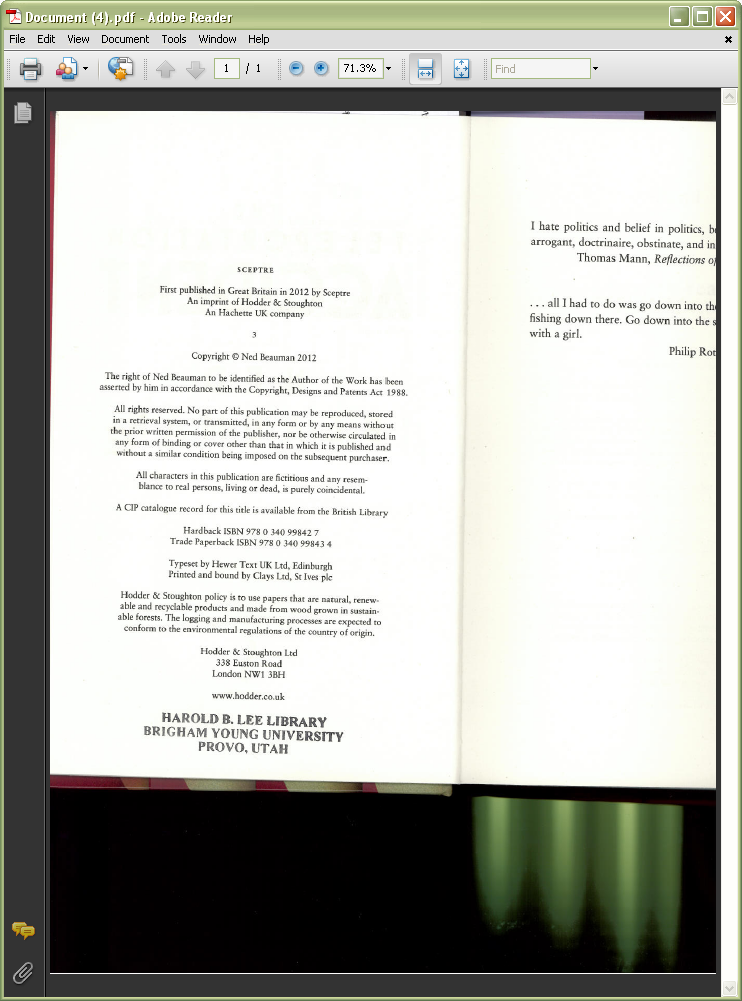 Document (4).pdf - Adobe Reader
File Edit View Document Tools Window Help
1 / 1 71.3% Find
SCEPTRE
First published in Great Britain in 2012 by Sceptre
An imprint of Hodder & Stoughton
An Hachette UK company
3
Copyright © Ned Beauman 2012
The right of Ned Beauman to be identified as the Author of the Work has been
asserted by him in accordance with the Copyright, Designs and Patents Act 1988.
All rights reserved. No part of this publication may be reproduced, stored
in a retrieval system, or transmitted, in any form or by any means without
the prior written permission of the publisher, nor be otherwise circulated in
any form of binding or cover other than that in which it is published and
without a similar condition being imposed on the subsequent purchaser.
All characters in this publication are fictitious and any resem-
blance to real persons, living or dead, is purely coincidental.
A CIP catalogue record for this title is available from the British Library
Hardback ISBN 978 0 340 99842 7
Trade Paperback ISBN 978 0 340 99843 4
Typeset by Hewer Text UK Ltd, Edinburgh
Printed and bound by Clays Ltd, St Ives plc
Hodder & Stoughton policy is to use papers that are natural, renew-
able and recyclable products and made from wood grown in sustain-
able forests. The logging and manufacturing processes are expected to
conform to the environmental regulations of the country of origin.
Hodder & Stoughton Ltd
338 Euston Road
London NW1 3BH
www.hodder.co.uk
HAROLD B. LEE LIBRARY
BRIGHAM YOUNG UNIVERSITY
PROVO, UTAH
I hate politics and belief in politics, b
arrogant, doctrinaire, obstinate, and in
Thomas Mann, Reflections o
. . . all I had to do was go down into th
fishing down there. Go down into the s
with a girl.
Philip Rot